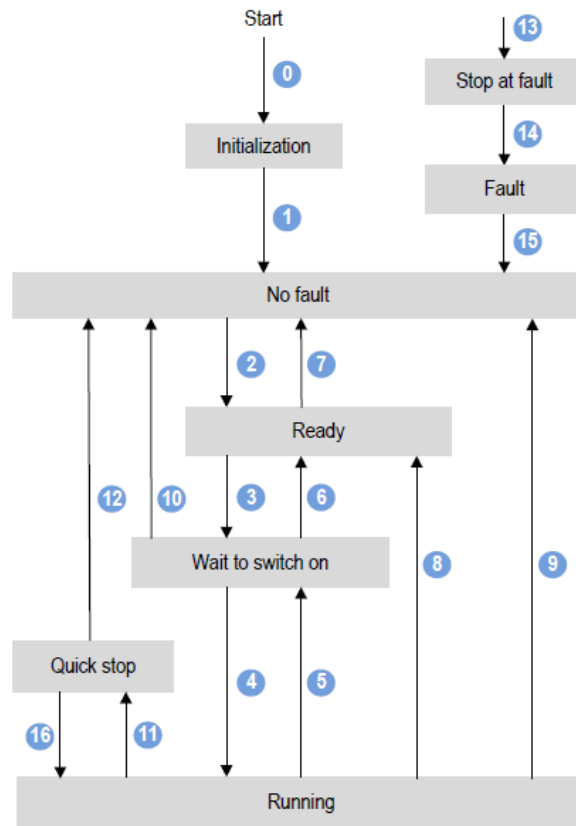 Start
13
0
Stop at fault
Initialization
14
Fault
1
15
No fault
2
7
Ready
12
10
3
6
8
9
Wait to switch on
Quick stop
4
5
16
11
Running